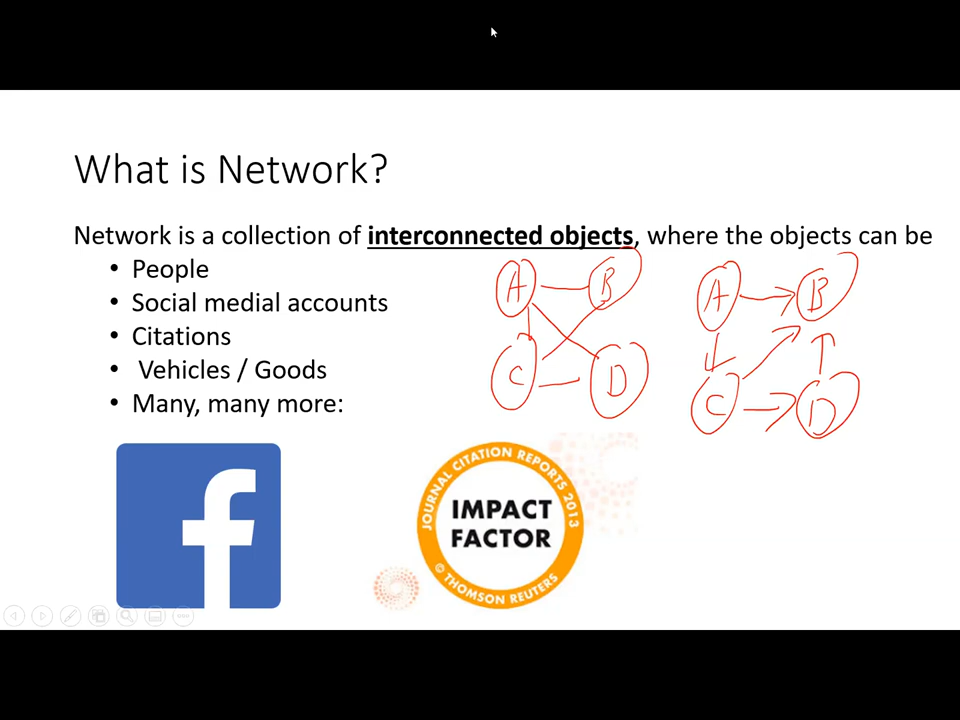 What is Network?
Network is a collection of interconnected objects, where the objects can be
• People
• Social medial accounts
• Citations
• Vehicles / Goods
• Many, many more:
A B
C D
A B
C D
f
JOURNAL CITATION REPORTS 2013
IMPACT
FACTOR
© THOMSON REUTERS